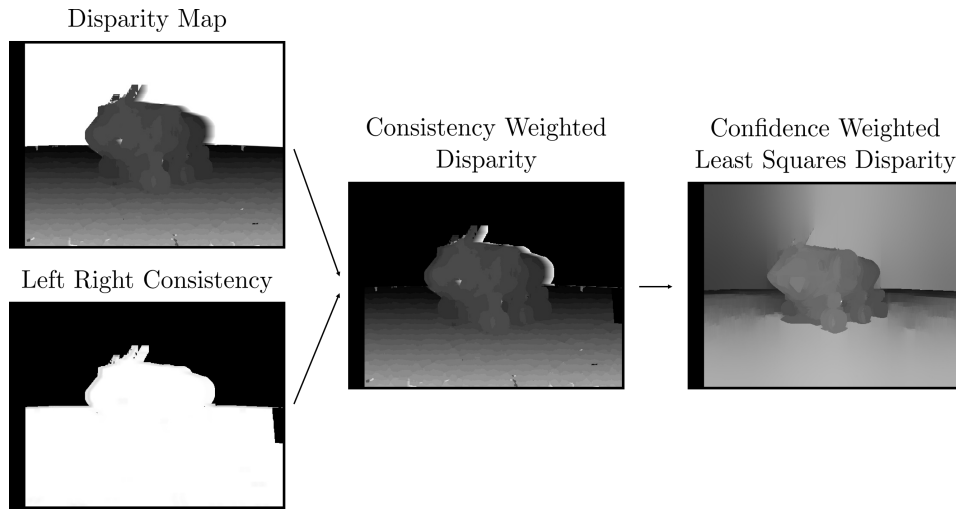 Disparity Map
Left Right Consistency
Consistency Weighted
Disparity
Confidence Weighted
Least Squares Disparity